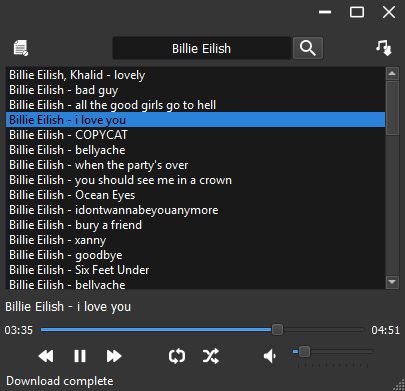 Billie Eilish
Billie Eilish, Khalid - lovely
Billie Eilish - bad guy
Billie Eilish - all the good girls go to hell
Billie Eilish - i love you
Billie Eilish - COPYCAT
Billie Eilish - bellyache
Billie Eilish - when the party's over
Billie Eilish - you should see me in a crown
Billie Eilish - Ocean Eyes
Billie Eilish - idontwannabeyouanymore
Billie Eilish - bury a friend
Billie Eilish - xanny
Billie Eilish - goodbye
Billie Eilish - Six Feet Under
Billie Eilish - bellyache
Billie Eilish - i love you
03:35 04:51
Download complete